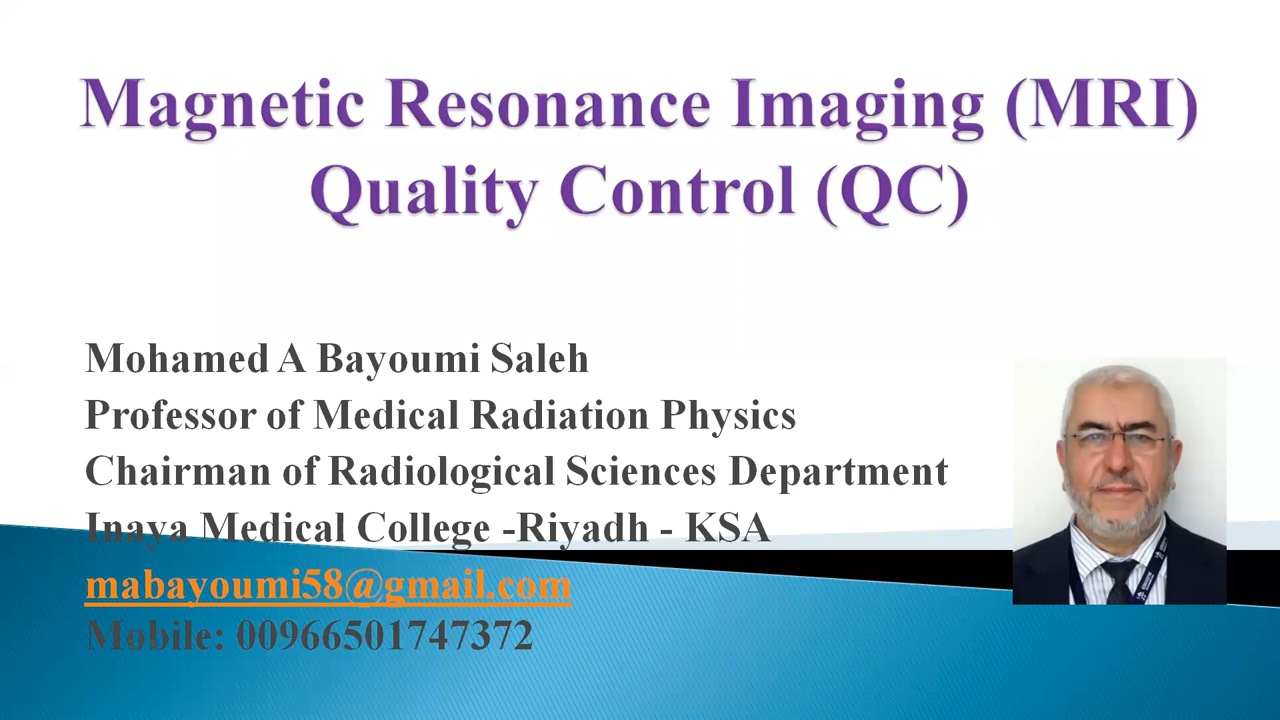 Magnetic Resonance Imaging (MRI)
Quality Control (QC)
Mohamed A Bayoumi Saleh
Professor of Medical Radiation Physics
Chairman of Radiological Sciences Department
Inaya Medical College -Riyadh - KSA
mabayoumi58@gmail.com
Mobile: 00966501747372